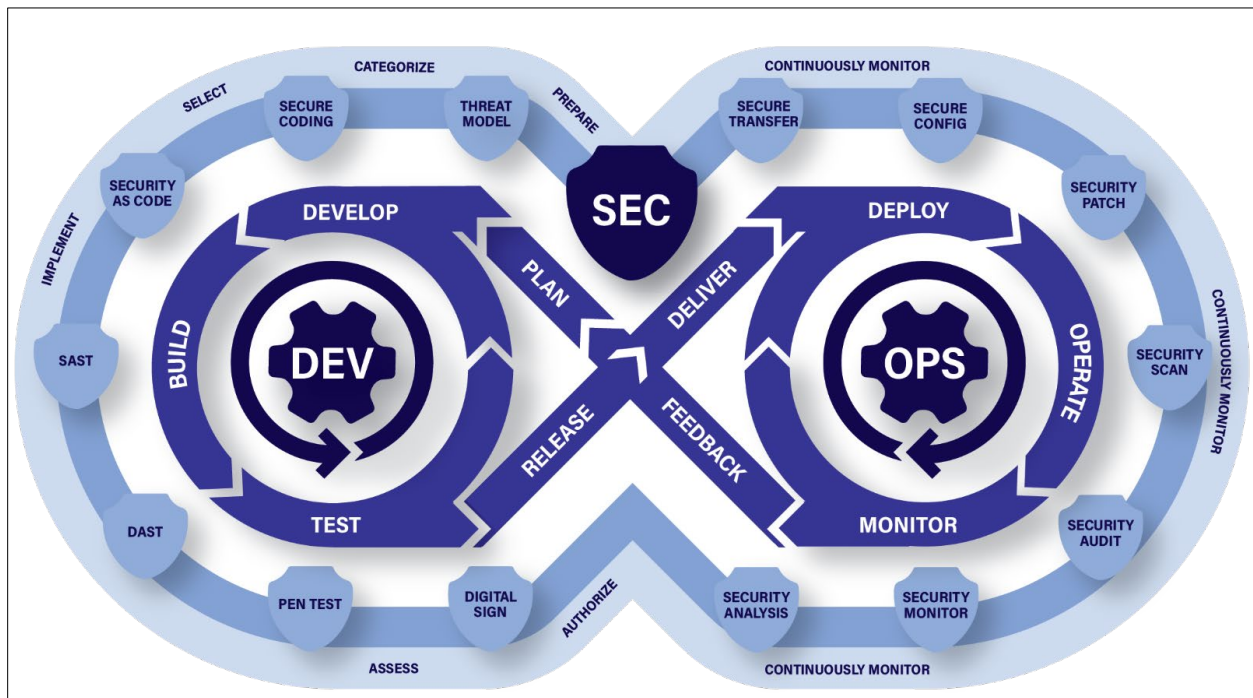 CATEGORIZE
CONTINUOUSLY MONITOR
SELECT
PREPARE
SECURE
CODING
THREAT
MODEL
SECURE
TRANSFER
SECURE
CONFIG
SECURITY
AS CODE
SECURITY
PATCH
SEC
DEVELOP
DEPLOY
IMPLEMENT
PLAN
DELIVER
BUILD
DEV
OPS
OPERATE
SAST
SECURITY
SCAN
CONTINUOUSLY MONITOR
RELEASE
FEEDBACK
TEST
MONITOR
DAST
SECURITY
AUDIT
PEN TEST
DIGITAL
SIGN
AUTHORIZE
SECURITY
ANALYSIS
SECURITY
MONITOR
ASSESS
CONTINUOUSLY MONITOR